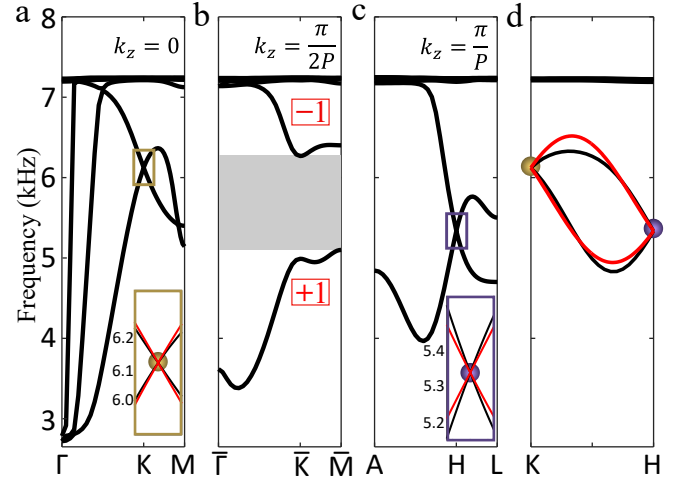 a b c d
k_z = 0
k_z = π/2P
k_z = π/P
Frequency (kHz)
8
7
6
5
4
3
−1
+1
6.2
6.1
6.0
5.4
5.3
5.2
Γ K M
Γ̅ K̅ M̅
A H L
K H